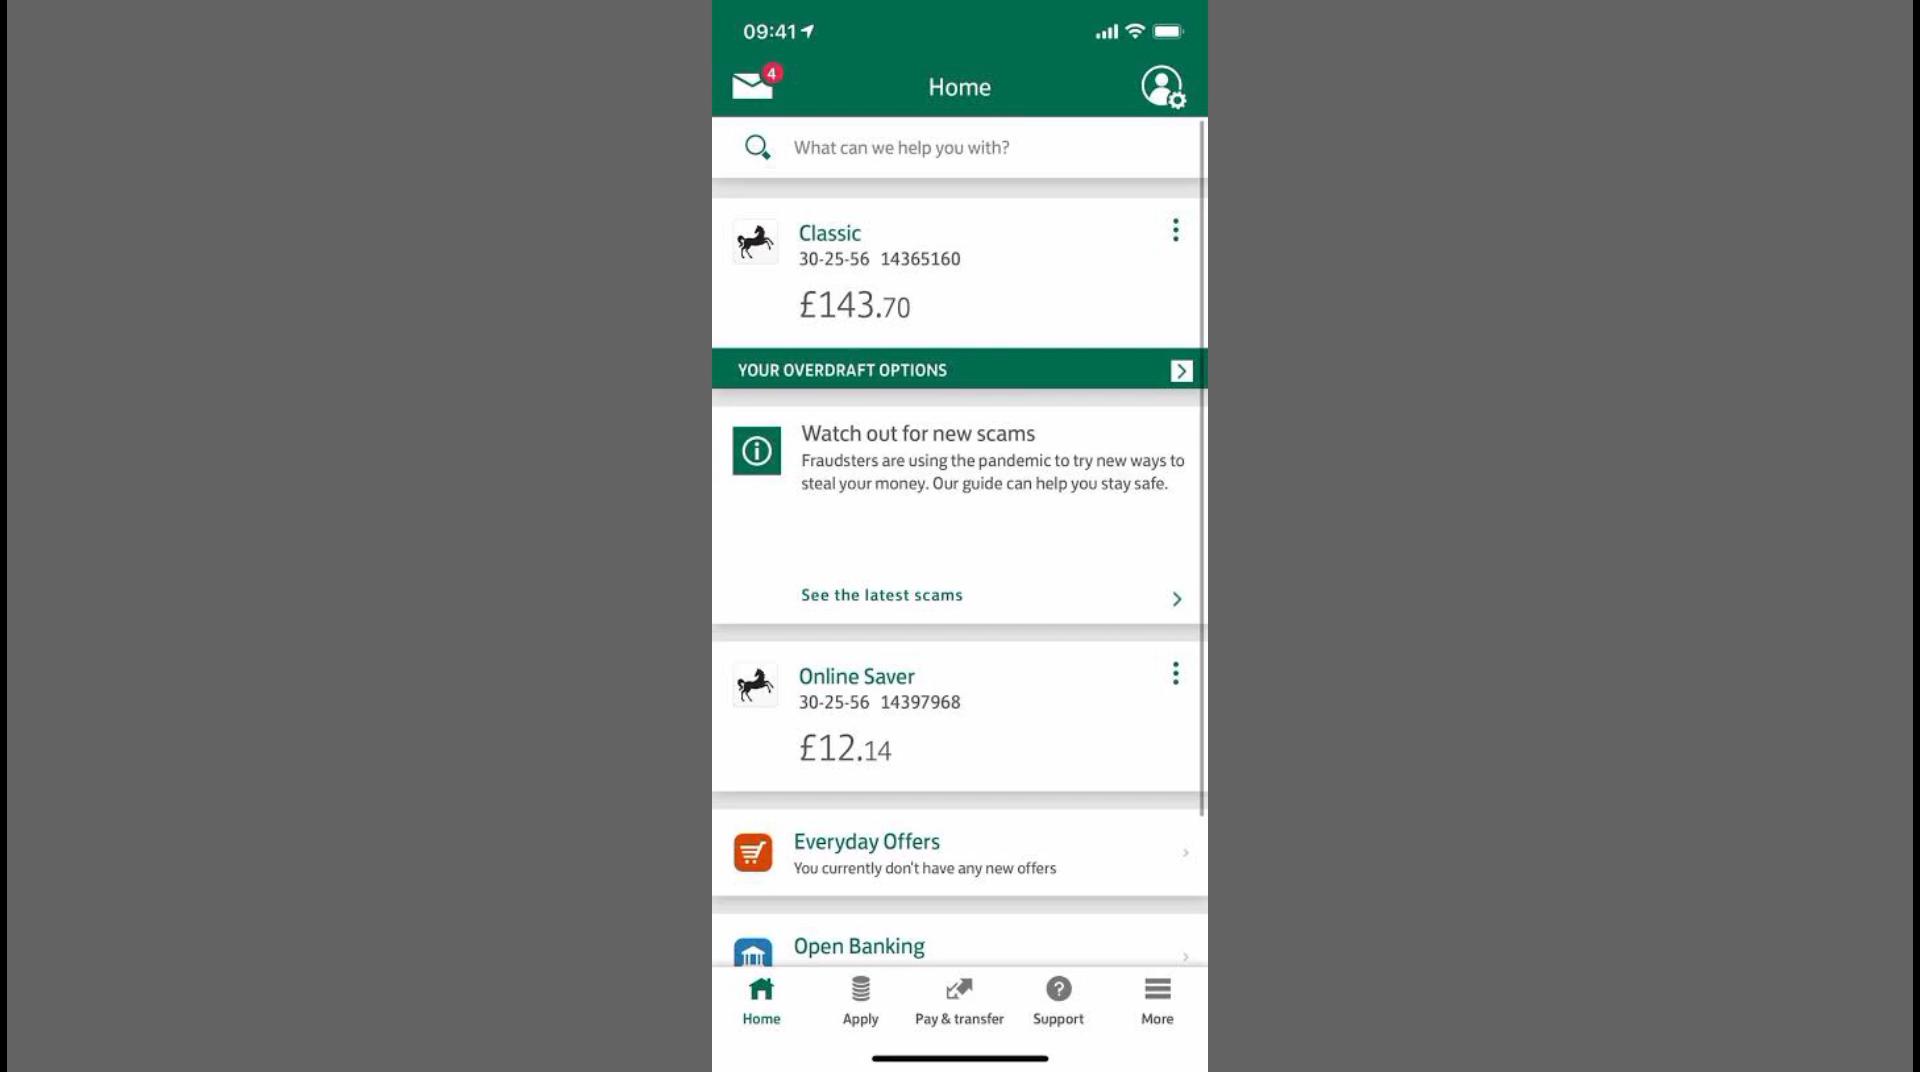 09:41
4
Home
What can we help you with?
Classic
30-25-56 14365160
£143.70
YOUR OVERDRAFT OPTIONS
Watch out for new scams
Fraudsters are using the pandemic to try new ways to
steal your money. Our guide can help you stay safe.
See the latest scams
Online Saver
30-25-56 14397968
£12.14
Everyday Offers
You currently don't have any new offers
Open Banking
Home Apply Pay & transfer Support More